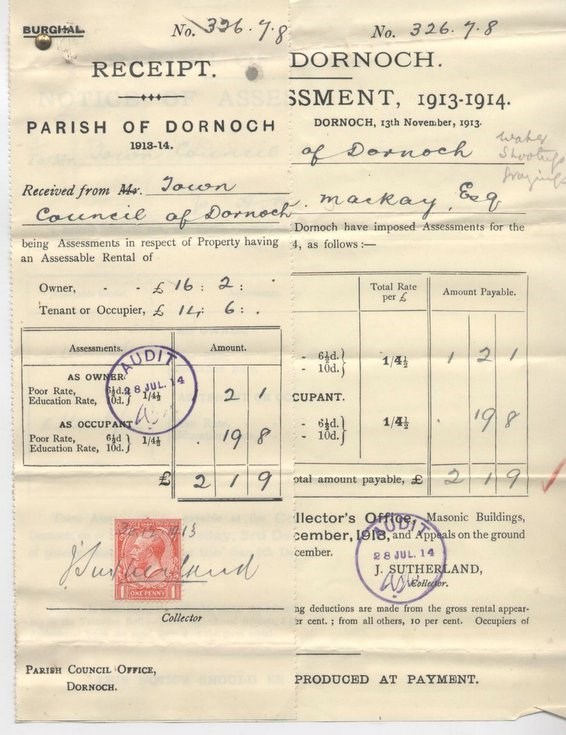 BURGHAL
No. 326.7.8
RECEIPT.
PARISH OF DORNOCH
1913-14.
Received from Mr. Town
Council of Dornoch
being Assessments in respect of Property having
an Assessable Rental of
Owner, - - £ 16 : 2 :
Tenant or Occupier, £ 14 : 6 : .
Assessments. Amount.
AS OWNER
Poor Rate, 6½d.
Education Rate, 10d. } 1/4½ 2 1
AS OCCUPANT
Poor Rate, 6½d
Education Rate, 10d. } 1/4½ . 19 8
£ 2 1 9
AUDIT
28 JUL. 14
1913
J Sutherland
1 ONE PENNY 1
Collector
PARISH COUNCIL OFFICE,
DORNOCH.
No. 326.7.8
DORNOCH.
SSMENT, 1913-1914.
DORNOCH, 13th November, 1913.
of Dornoch
Water
Shootings
Grazings
Mackay Esq
Dornoch have imposed Assessments for the
4, as follows :—
Total Rate
per £
Amount Payable.
- 6½d.
- 10d. } 1/4½ 1 2 1
CUPANT.
- 6½d.
- 10d. } 1/4½ . 19 8
otal amount payable, £ 2 1 9
llector's Office, Masonic Buildings,
cember, 1913, and Appeals on the ground
cember.
AUDIT
28 JUL. 14
J. SUTHERLAND,
Collector.
ng deductions are made from the gross rental appear-
er cent. ; from all others, 10 per cent. Occupiers of
PRODUCED AT PAYMENT.